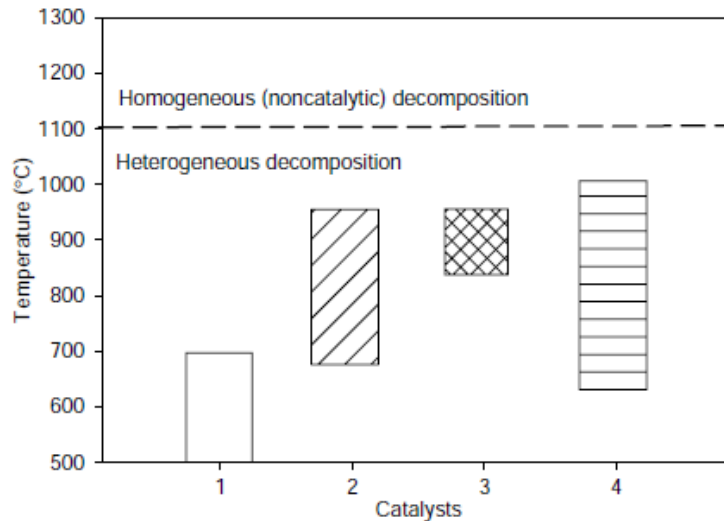 1300
1200
Homogeneous (noncatalytic) decomposition
1100
Heterogeneous decomposition
1000
900
800
700
600
500
Temperature (°C)
1 2 3 4
Catalysts